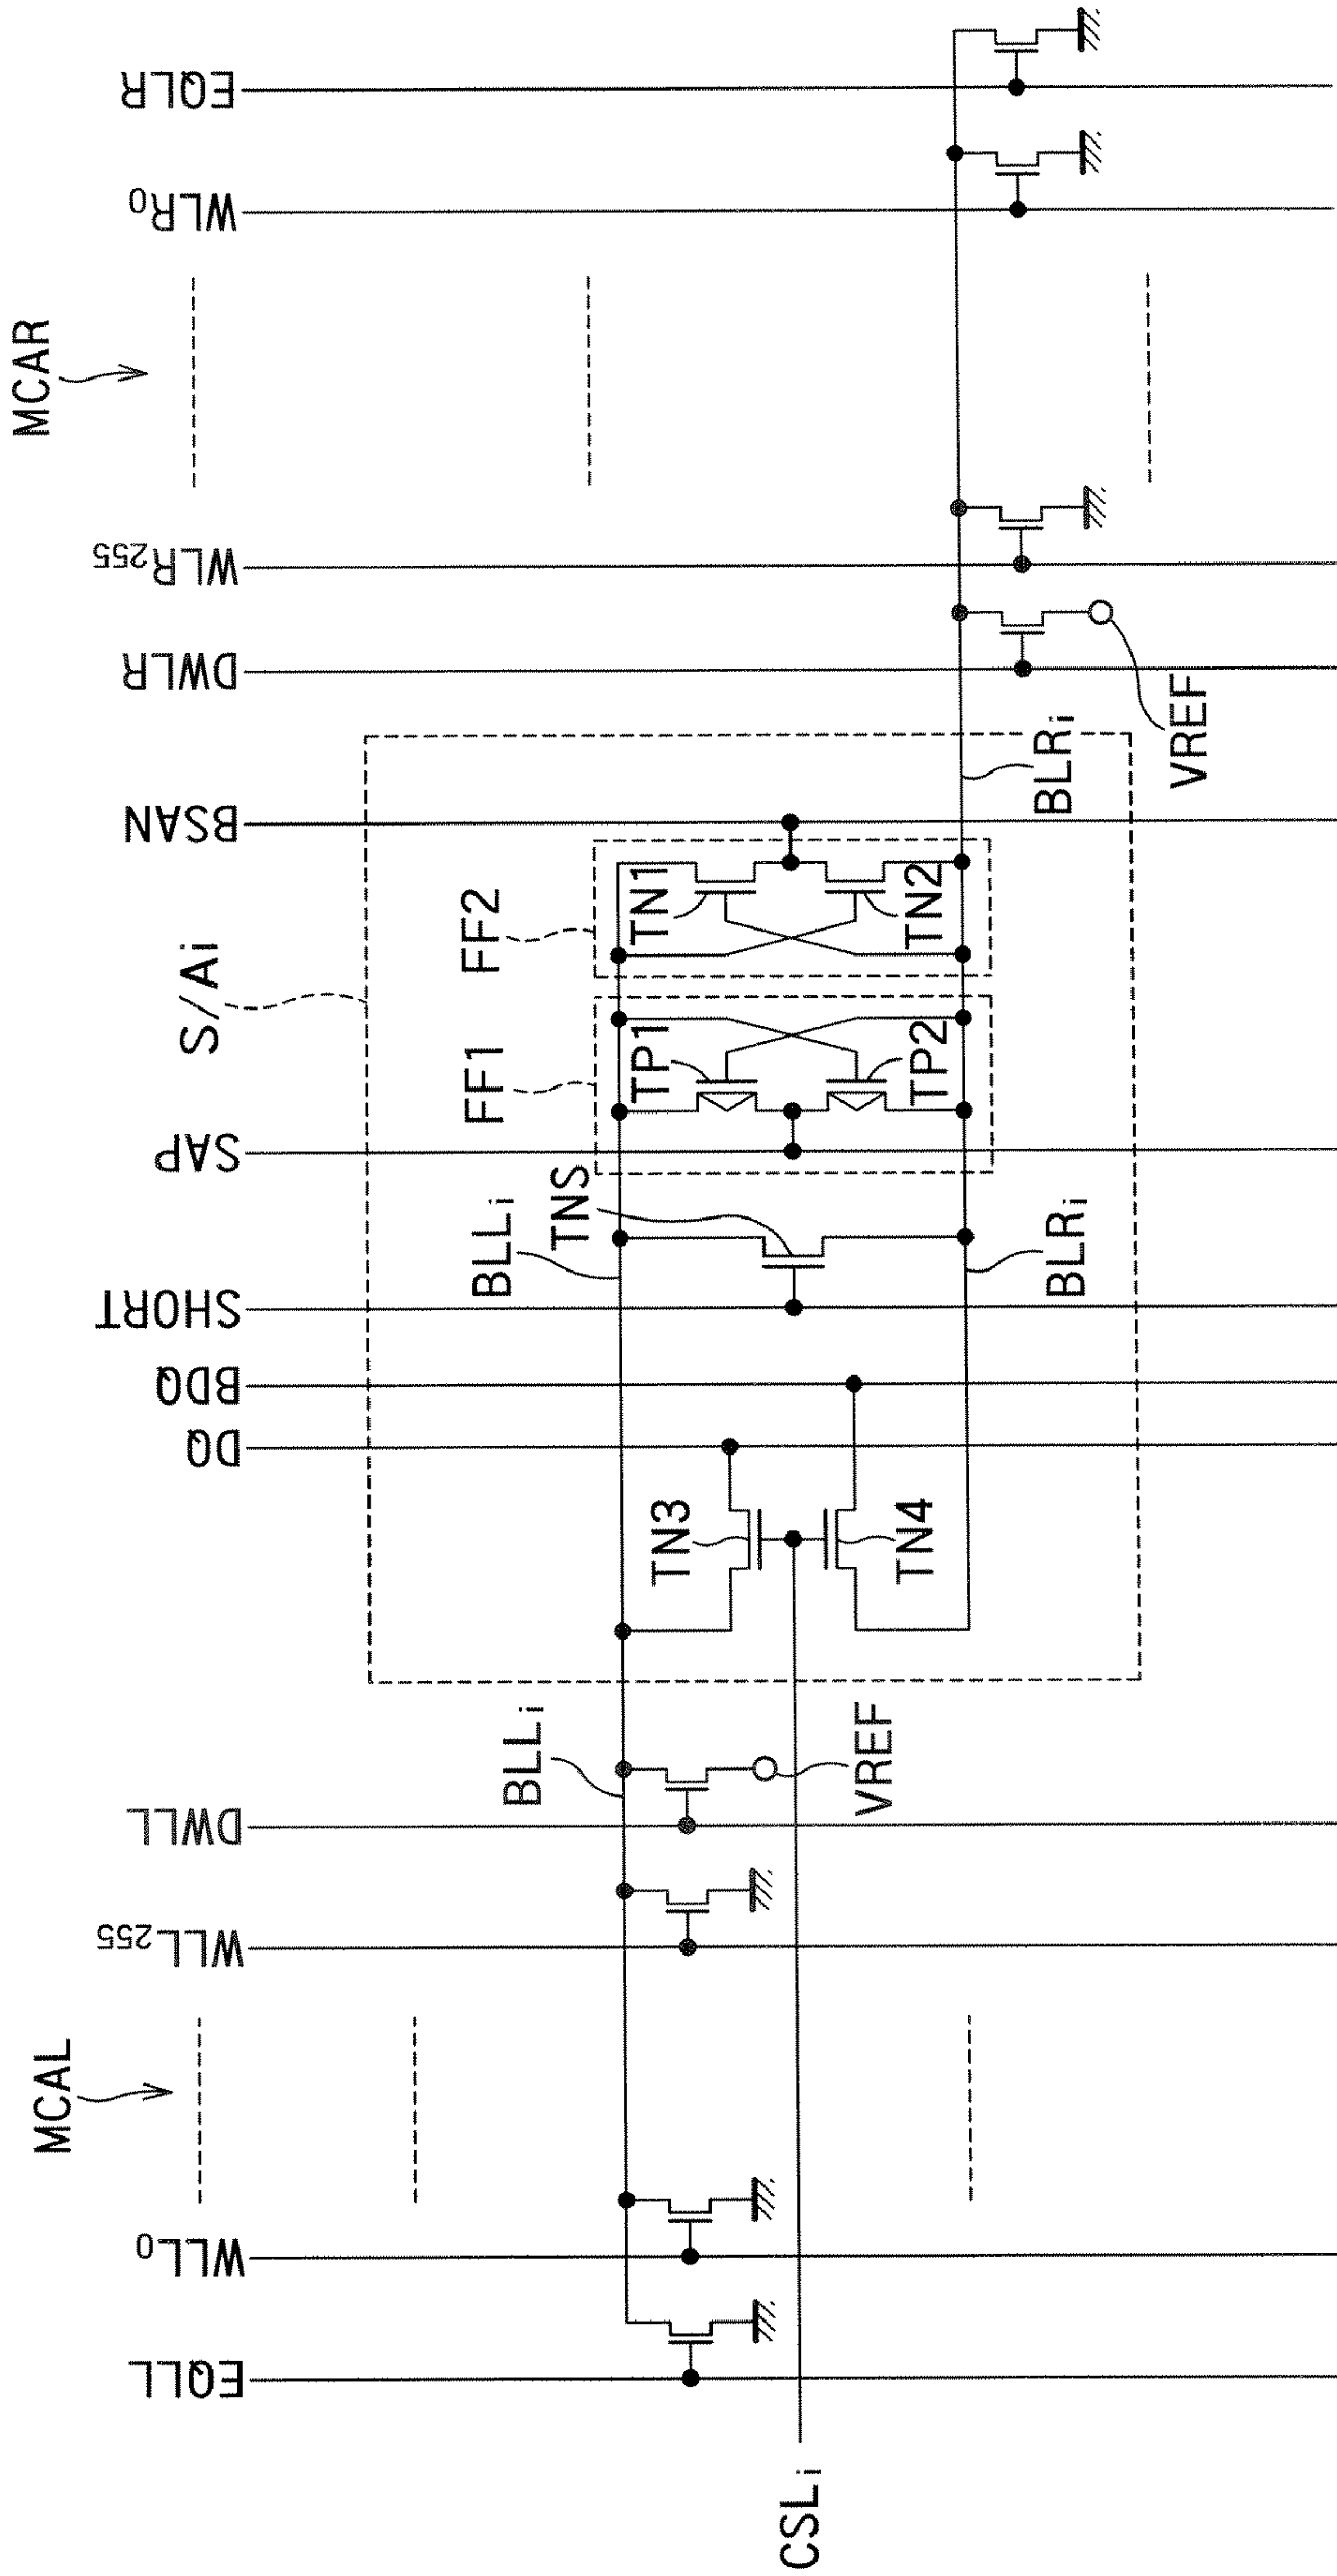 MCAL
MCAR
S/Ai
EQLL
WLL0
WLL255
DWLL
DQ
BDQ
SHORT
SAP
BSAN
DWLR
WLR255
WLR0
EQLR
FF1
FF2
BLLi
BLLi
TNS
TN3
TP1
TN1
CSLi
VREF
TN4
TP2
TN2
BLRi
BLRi
VREF